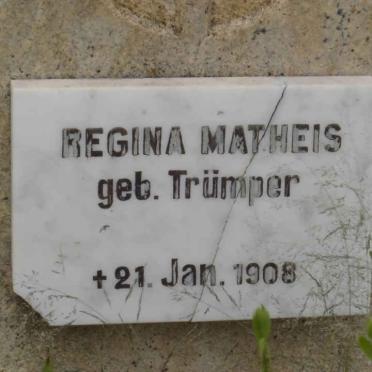 REGINA MATHEIS
geb. Trümper
+ 21. Jan. 1908